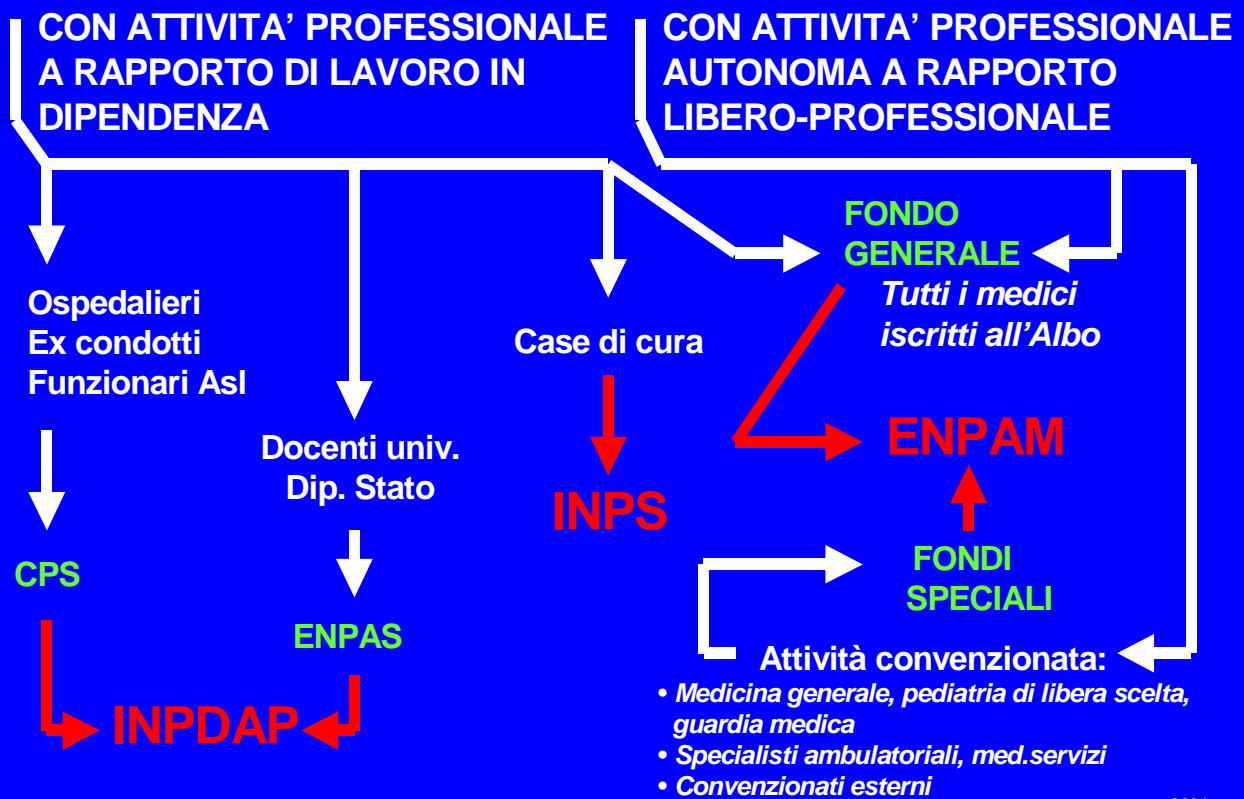 CON ATTIVITA’ PROFESSIONALE
A RAPPORTO DI LAVORO IN
DIPENDENZA
CON ATTIVITA’ PROFESSIONALE
AUTONOMA A RAPPORTO
LIBERO-PROFESSIONALE
Ospedalieri
Ex condotti
Funzionari Asl
CPS
Docenti univ.
Dip. Stato
ENPAS
INPDAP
Case di cura
INPS
FONDO
GENERALE
Tutti i medici
iscritti all’Albo
ENPAM
FONDI
SPECIALI
Attività convenzionata:
• Medicina generale, pediatria di libera scelta,
guardia medica
• Specialisti ambulatoriali, med.servizi
• Convenzionati esterni